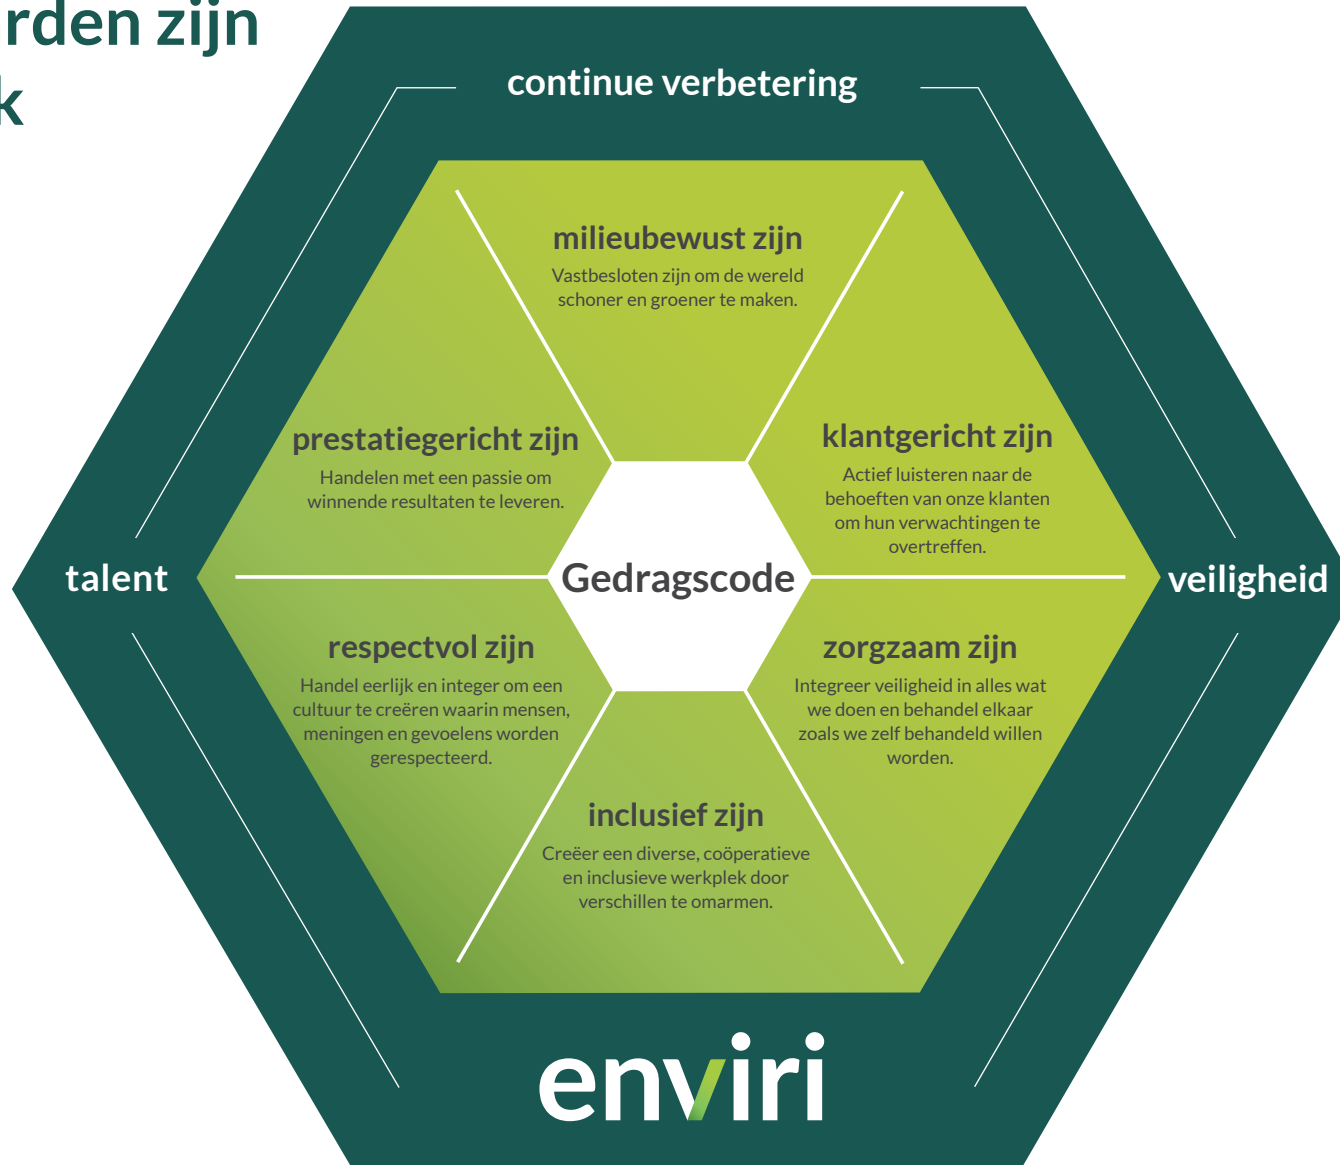 rden zijn
k
continue verbetering
milieubewust zijn
Vastbesloten zijn om de wereld
schoner en groener te maken.
prestatiegericht zijn
Handelen met een passie om
winnende resultaten te leveren.
klantgericht zijn
Actief luisteren naar de
behoeften van onze klanten
om hun verwachtingen te
overtreffen.
talent
Gedragscode
veiligheid
respectvol zijn
Handel eerlijk en integer om een
cultuur te creëren waarin mensen,
meningen en gevoelens worden
gerespecteerd.
zorgzaam zijn
Integreer veiligheid in alles wat
we doen en behandel elkaar
zoals we zelf behandeld willen
worden.
inclusief zijn
Creëer een diverse, coöperatieve
en inclusieve werkplek door
verschillen te omarmen.
enviri